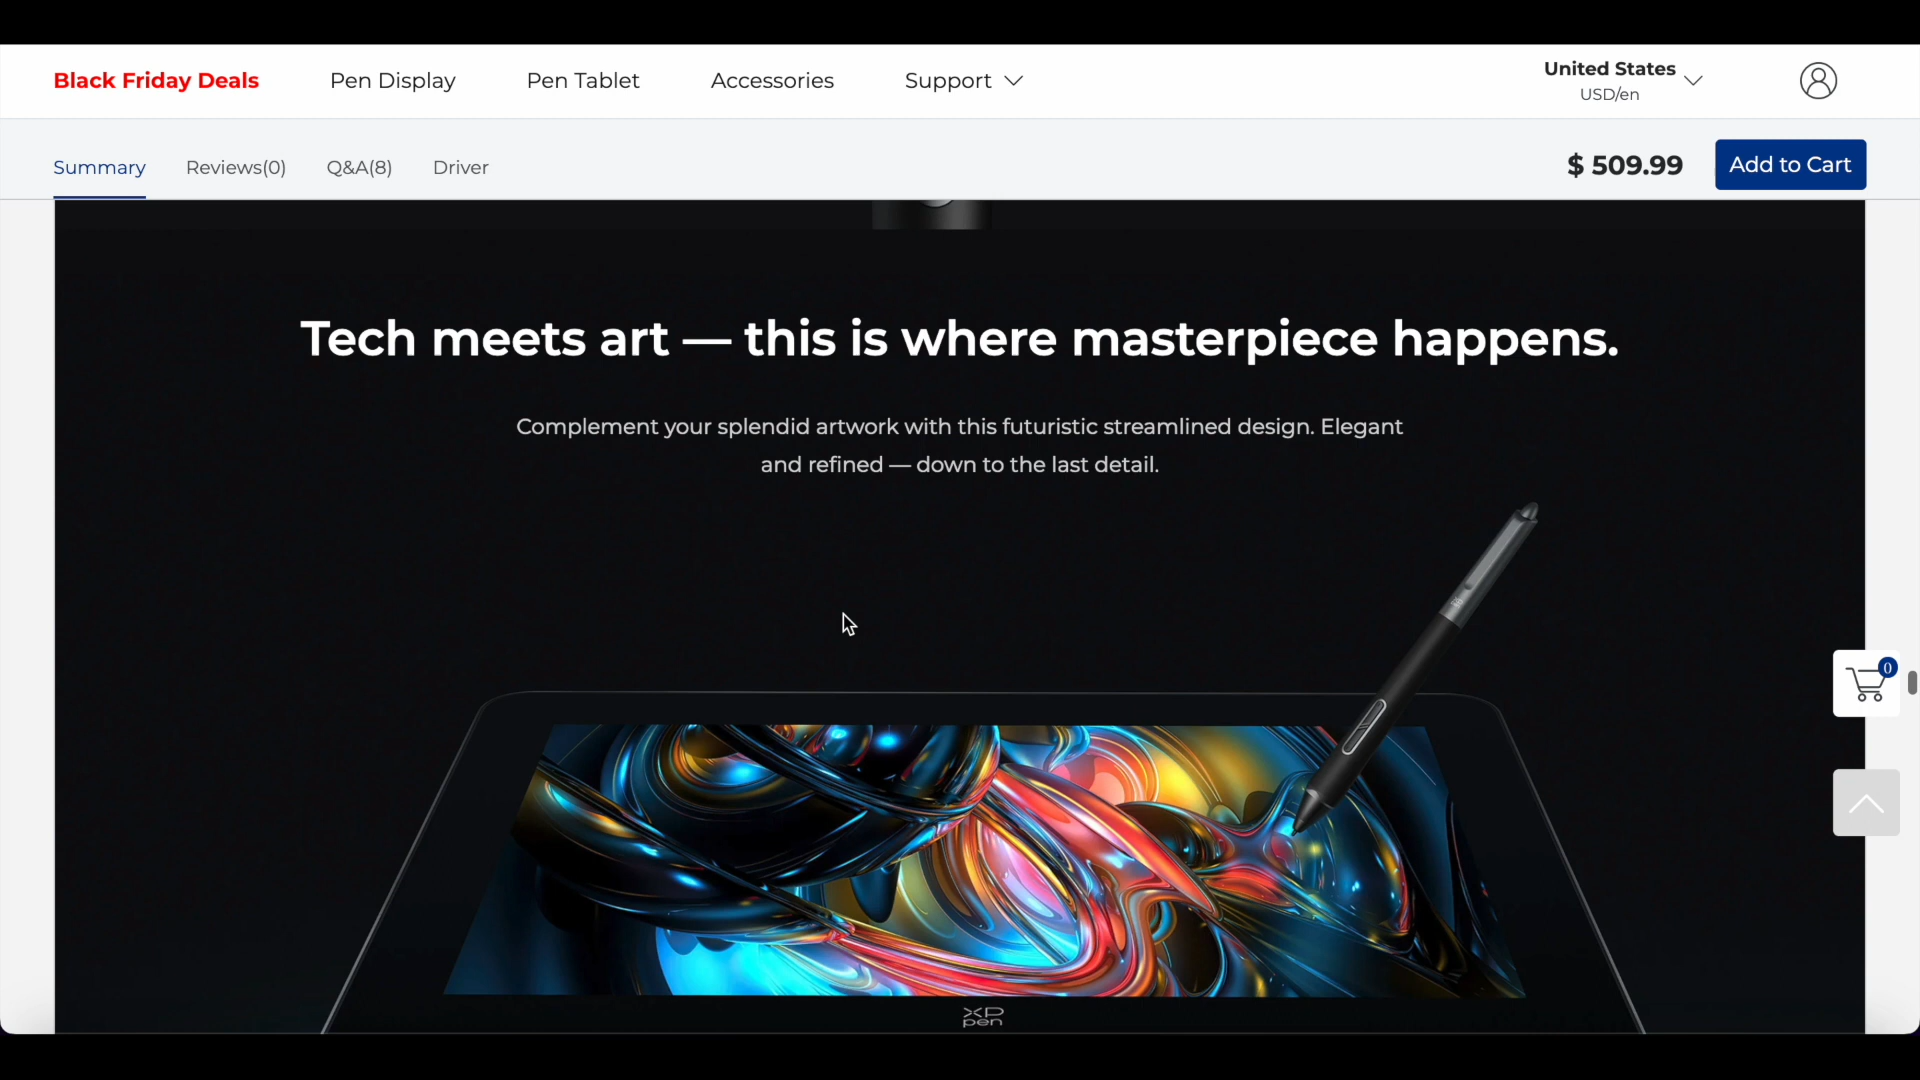 Black Friday Deals
Pen Display
Pen Tablet
Accessories
Support
United States
USD/en
Summary
Reviews(0)
Q&A(8)
Driver
$ 509.99
Add to Cart
Tech meets art — this is where masterpiece happens.
Complement your splendid artwork with this futuristic streamlined design. Elegant
and refined — down to the last detail.
0
XP
pen